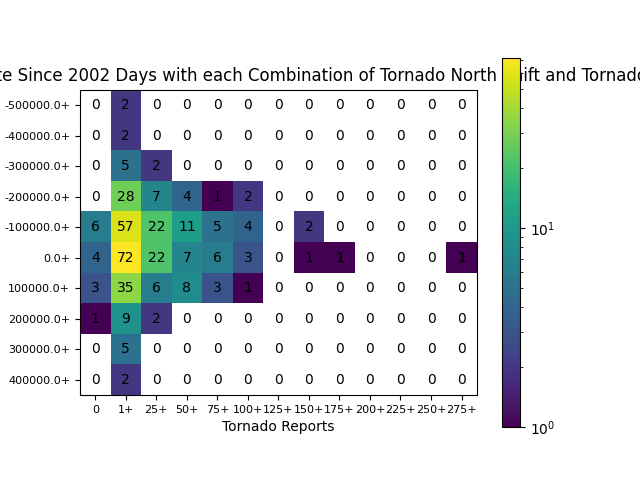 te Since 2002 Days with each Combination of Tornado North Shift and Tornado
-500000.0+ 0 2 0 0 0 0 0 0 0 0 0 0 0
-400000.0+ 0 2 0 0 0 0 0 0 0 0 0 0 0
-300000.0+ 0 5 2 0 0 0 0 0 0 0 0 0 0
-200000.0+ 0 28 7 4 1 2 0 0 0 0 0 0 0
-100000.0+ 6 57 22 11 5 4 0 2 0 0 0 0 0
0.0+ 4 72 22 7 6 3 0 1 1 0 0 0 1
100000.0+ 3 35 6 8 3 1 0 0 0 0 0 0 0
200000.0+ 1 9 2 0 0 0 0 0 0 0 0 0 0
300000.0+ 0 5 0 0 0 0 0 0 0 0 0 0 0
400000.0+ 0 2 0 0 0 0 0 0 0 0 0 0 0
0 1+ 25+ 50+ 75+ 100+ 125+ 150+ 175+ 200+ 225+ 250+ 275+
Tornado Reports
10¹
10⁰